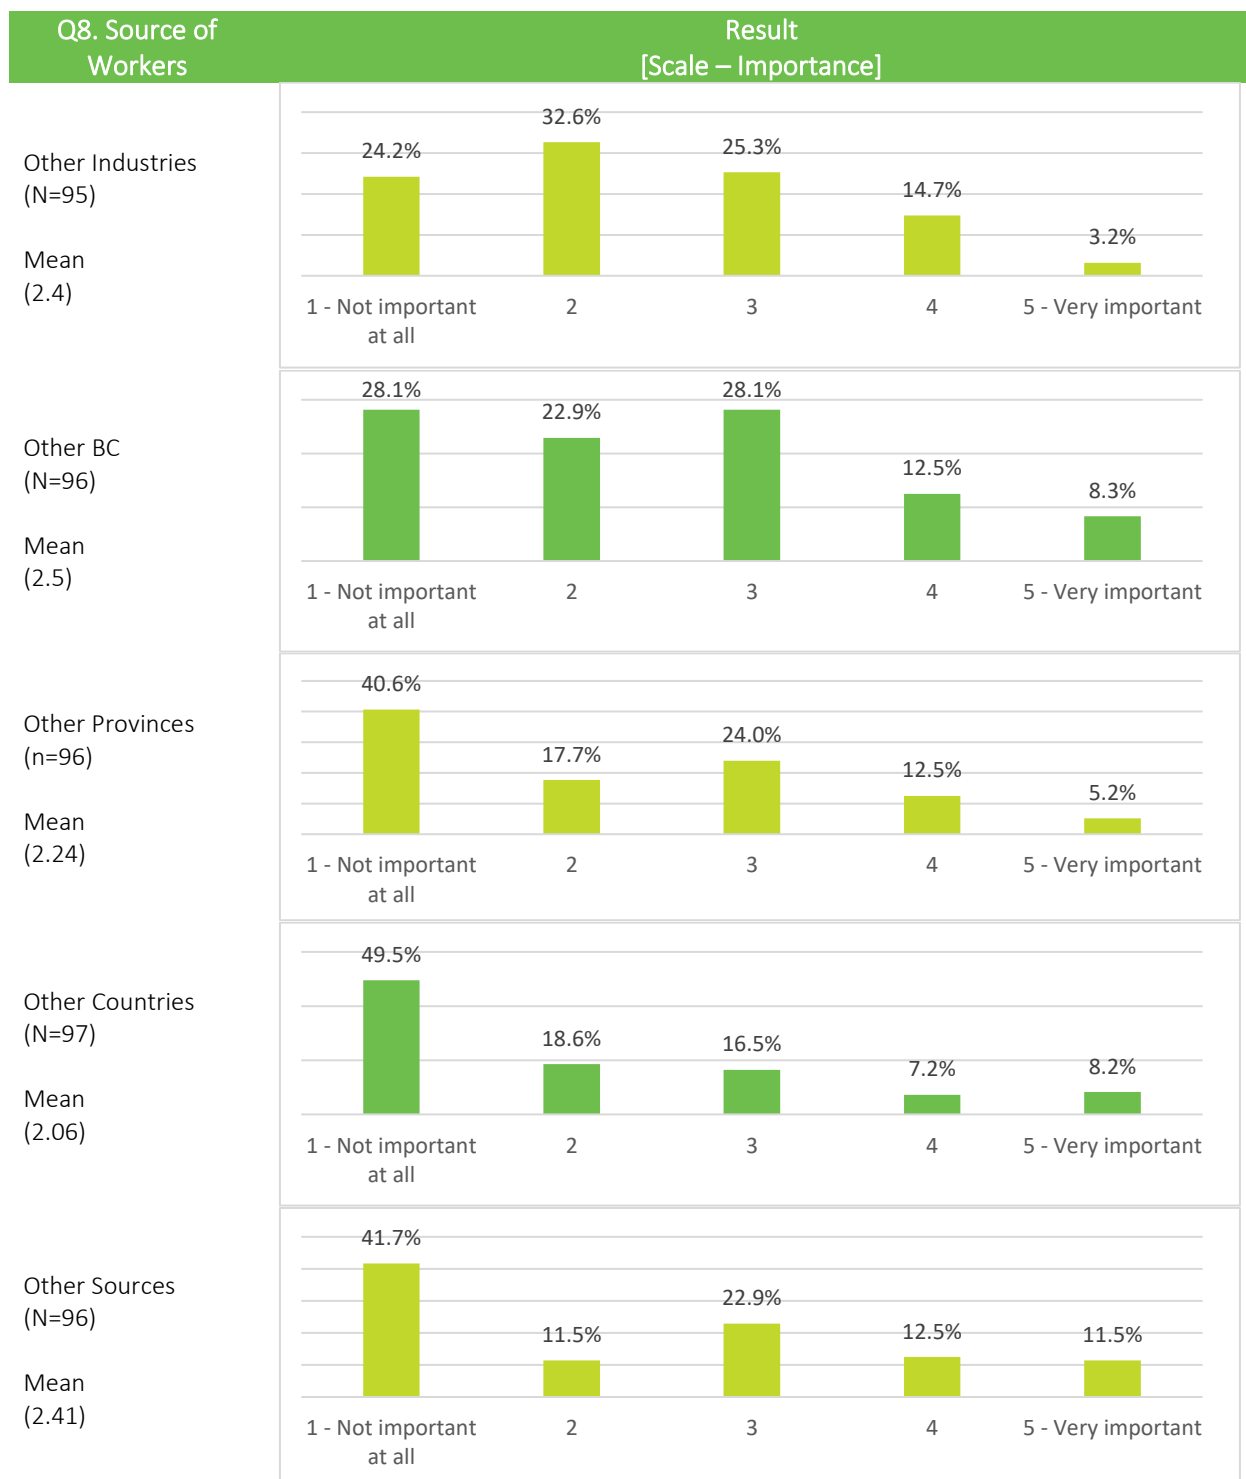 Q8. Source of
Workers
Result
[Scale – Importance]
Other Industries
(N=95)
Mean
(2.4)
24.2%
32.6%
25.3%
14.7%
3.2%
1 - Not important
at all
2
3
4
5 - Very important
Other BC
(N=96)
Mean
(2.5)
28.1%
22.9%
28.1%
12.5%
8.3%
1 - Not important
at all
2
3
4
5 - Very important
Other Provinces
(n=96)
Mean
(2.24)
40.6%
17.7%
24.0%
12.5%
5.2%
1 - Not important
at all
2
3
4
5 - Very important
Other Countries
(N=97)
Mean
(2.06)
49.5%
18.6%
16.5%
7.2%
8.2%
1 - Not important
at all
2
3
4
5 - Very important
Other Sources
(N=96)
Mean
(2.41)
41.7%
11.5%
22.9%
12.5%
11.5%
1 - Not important
at all
2
3
4
5 - Very important